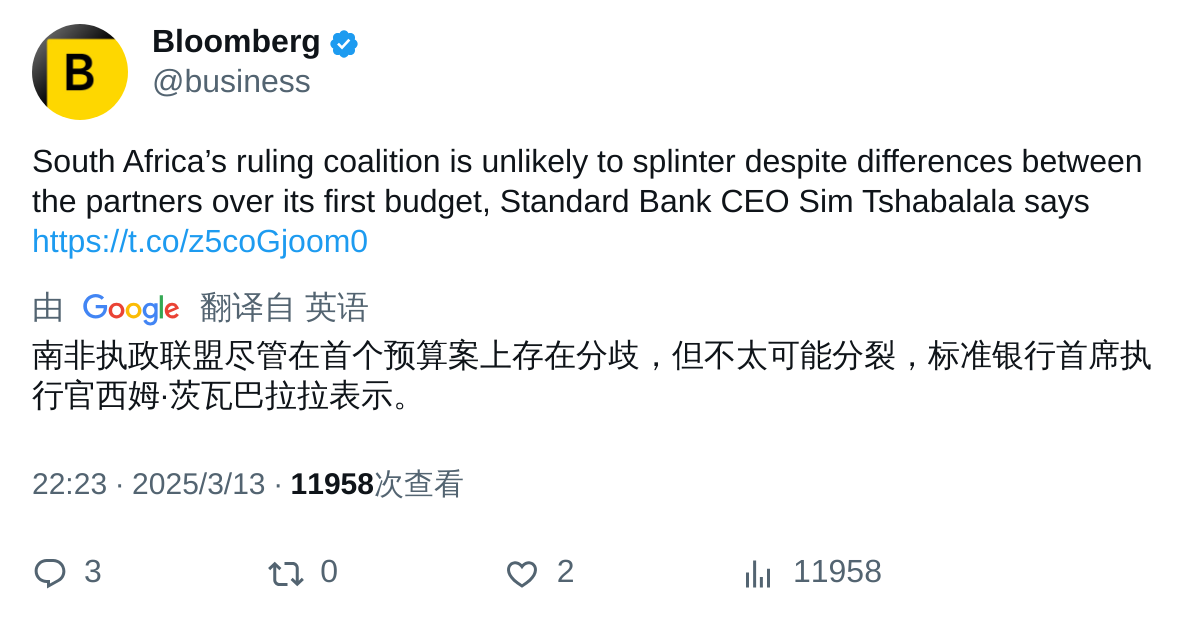 Bloomberg
@business
South Africa’s ruling coalition is unlikely to splinter despite differences between
the partners over its first budget, Standard Bank CEO Sim Tshabalala says
https://t.co/z5coGjoom0
由 Google 翻译自 英语
南非执政联盟尽管在首个预算案上存在分歧，但不太可能分裂，标准银行首席执
行官西姆·茨瓦巴拉拉表示。
22:23 · 2025/3/13 · 11958次查看
3 0 2 11958
B